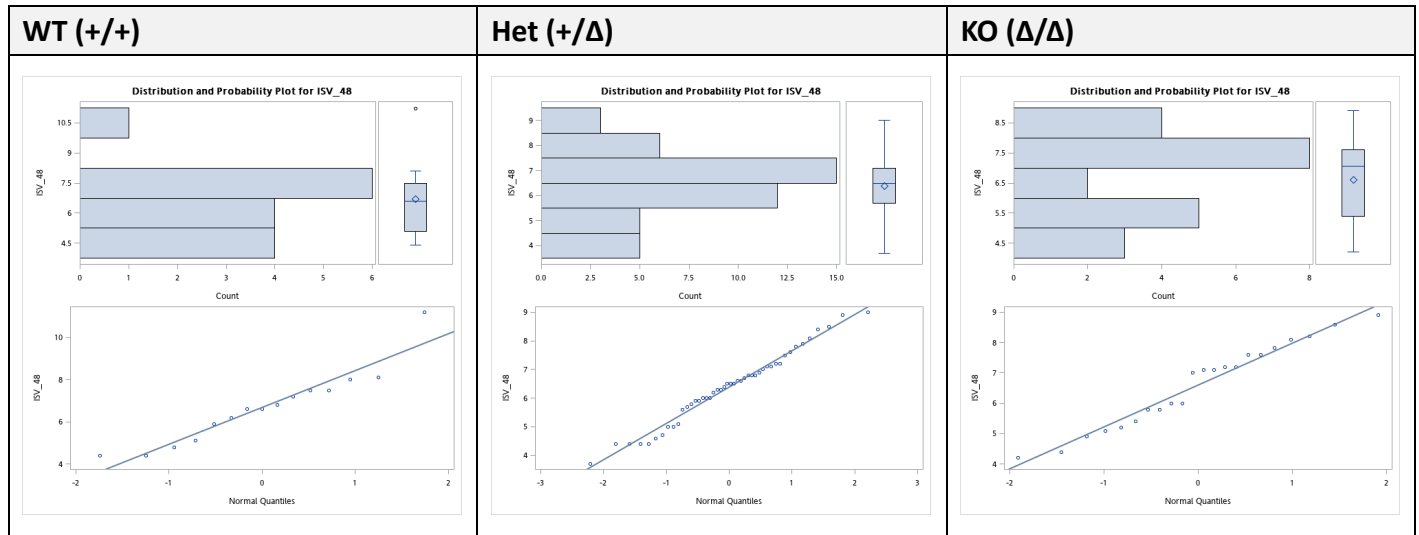 WT (+/+)
Het (+/Δ)
KO (Δ/Δ)
Distribution and Probability Plot for ISV_48
10.5
9
7.5
6
4.5
ISV_48
0 1 2 3 4 5 6
Count
10
8
6
4
ISV_48
-2 -1 0 1 2
Normal Quantiles
Distribution and Probability Plot for ISV_48
9
8
7
6
5
4
ISV_48
0.0 2.5 5.0 7.5 10.0 12.5 15.0
Count
9
8
7
6
5
4
ISV_48
-3 -2 -1 0 1 2 3
Normal Quantiles
Distribution and Probability Plot for ISV_48
8.5
7.5
6.5
5.5
4.5
ISV_48
0 2 4 6 8
Count
9
8
7
6
5
4
ISV_48
-2 -1 0 1 2
Normal Quantiles